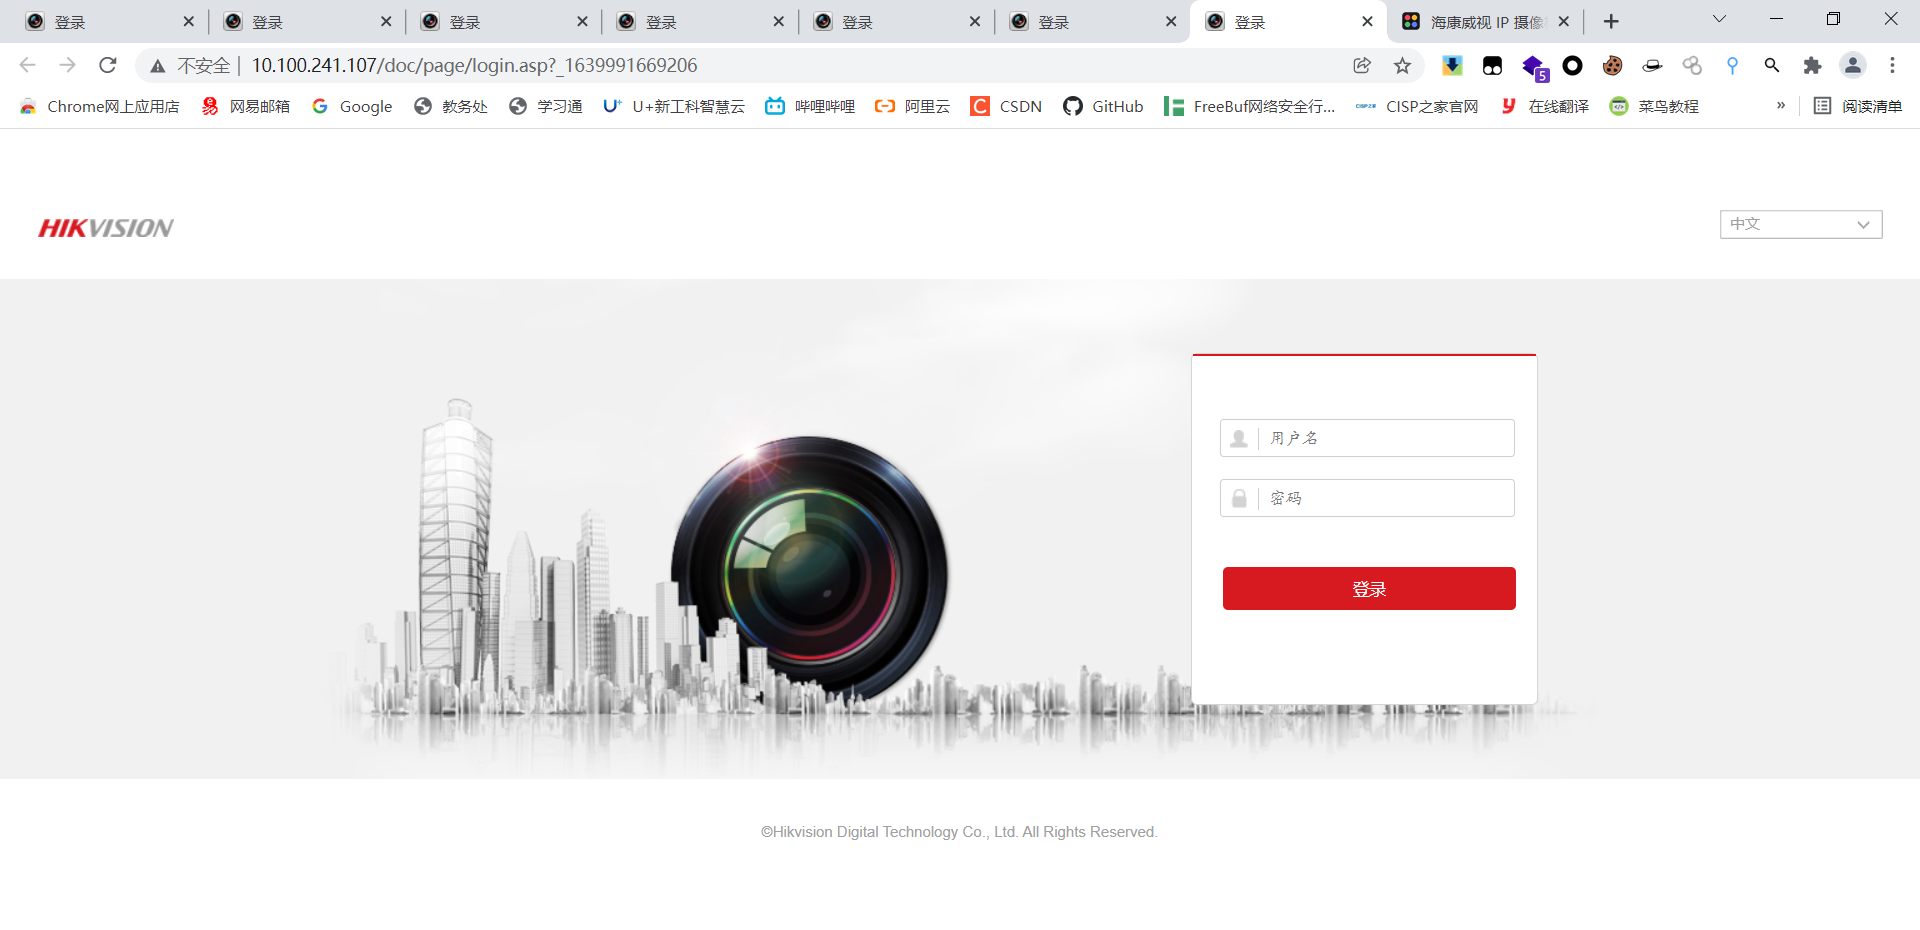 登录 登录 登录 登录 登录 登录 登录 海康威视 IP 摄像
不安全 10.100.241.107/doc/page/login.asp?_1639991669206
5
Chrome网上应用店 网易邮箱 Google 教务处 学习通 U+新工科智慧云 哔哩哔哩 阿里云 CSDN GitHub FreeBuf网络安全行... CISP之家官网 在线翻译 菜鸟教程 » 阅读清单
HIKVISION
中文
用户名
密码
登录
©Hikvision Digital Technology Co., Ltd. All Rights Reserved.